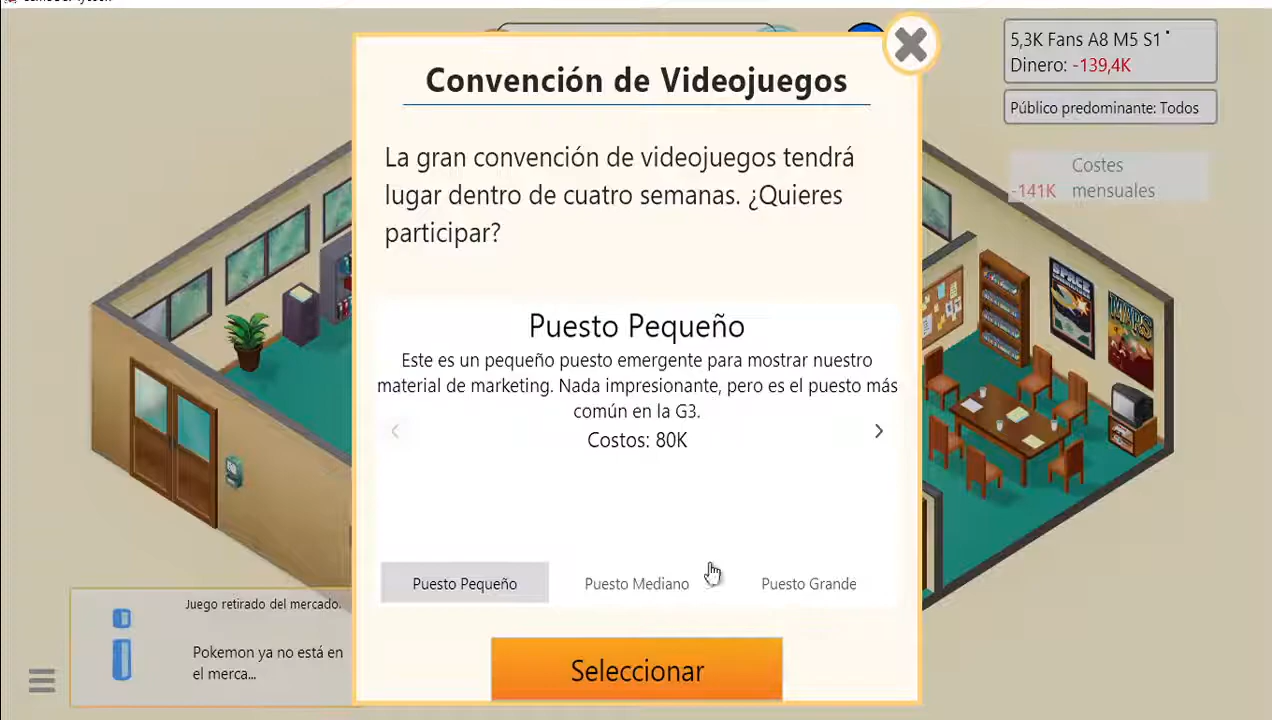 5,3K Fans A8 M5 S1
Dinero: -139,4K
Público predominante: Todos
-141K Costes mensuales
Convención de Videojuegos
La gran convención de videojuegos tendrá
lugar dentro de cuatro semanas. ¿Quieres
participar?
Puesto Pequeño
Este es un pequeño puesto emergente para mostrar nuestro
material de marketing. Nada impresionante, pero es el puesto más
común en la G3.
Costos: 80K
Puesto Pequeño
Puesto Mediano
Puesto Grande
Seleccionar
Juego retirado del mercado.
Pokemon ya no está en
el merca...
SPACE